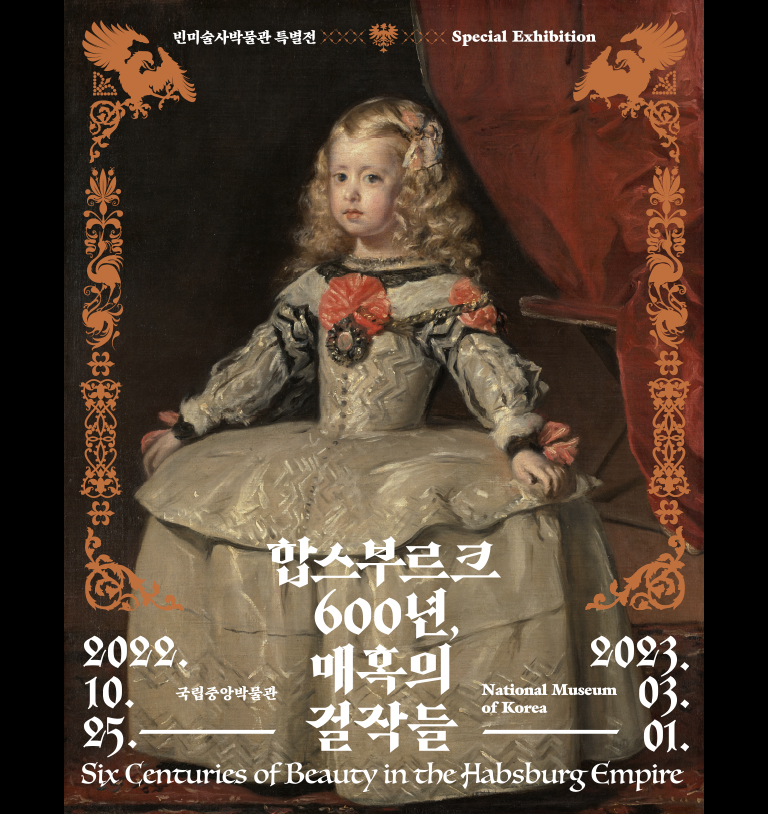 빈미술사박물관 특별전
Special Exhibition
합스부르크
600년,
매혹의
걸작들
2022.
10.
25.
국립중앙박물관
National Museum
of Korea
2023.
03.
01.
Six Centuries of Beauty in the Habsburg Empire